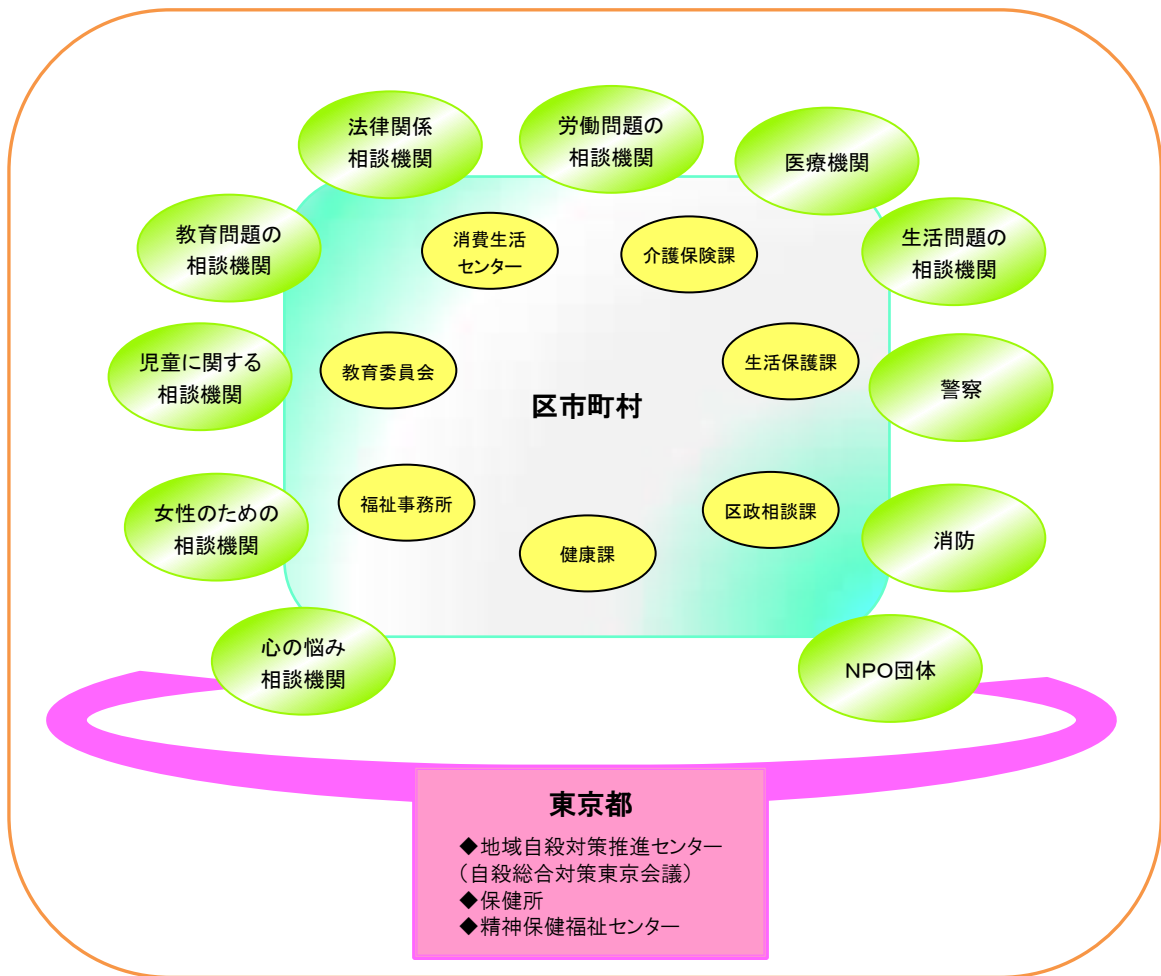 法律関係
相談機関
労働問題の
相談機関
医療機関
教育問題の
相談機関
生活問題の
相談機関
消費生活
センター
介護保険課
児童に関する
相談機関
教育委員会
生活保護課
警察
区市町村
女性のための
相談機関
福祉事務所
区政相談課
消防
健康課
心の悩み
相談機関
NPO団体
東京都
◆地域自殺対策推進センター
(自殺総合対策東京会議)
◆保健所
◆精神保健福祉センター